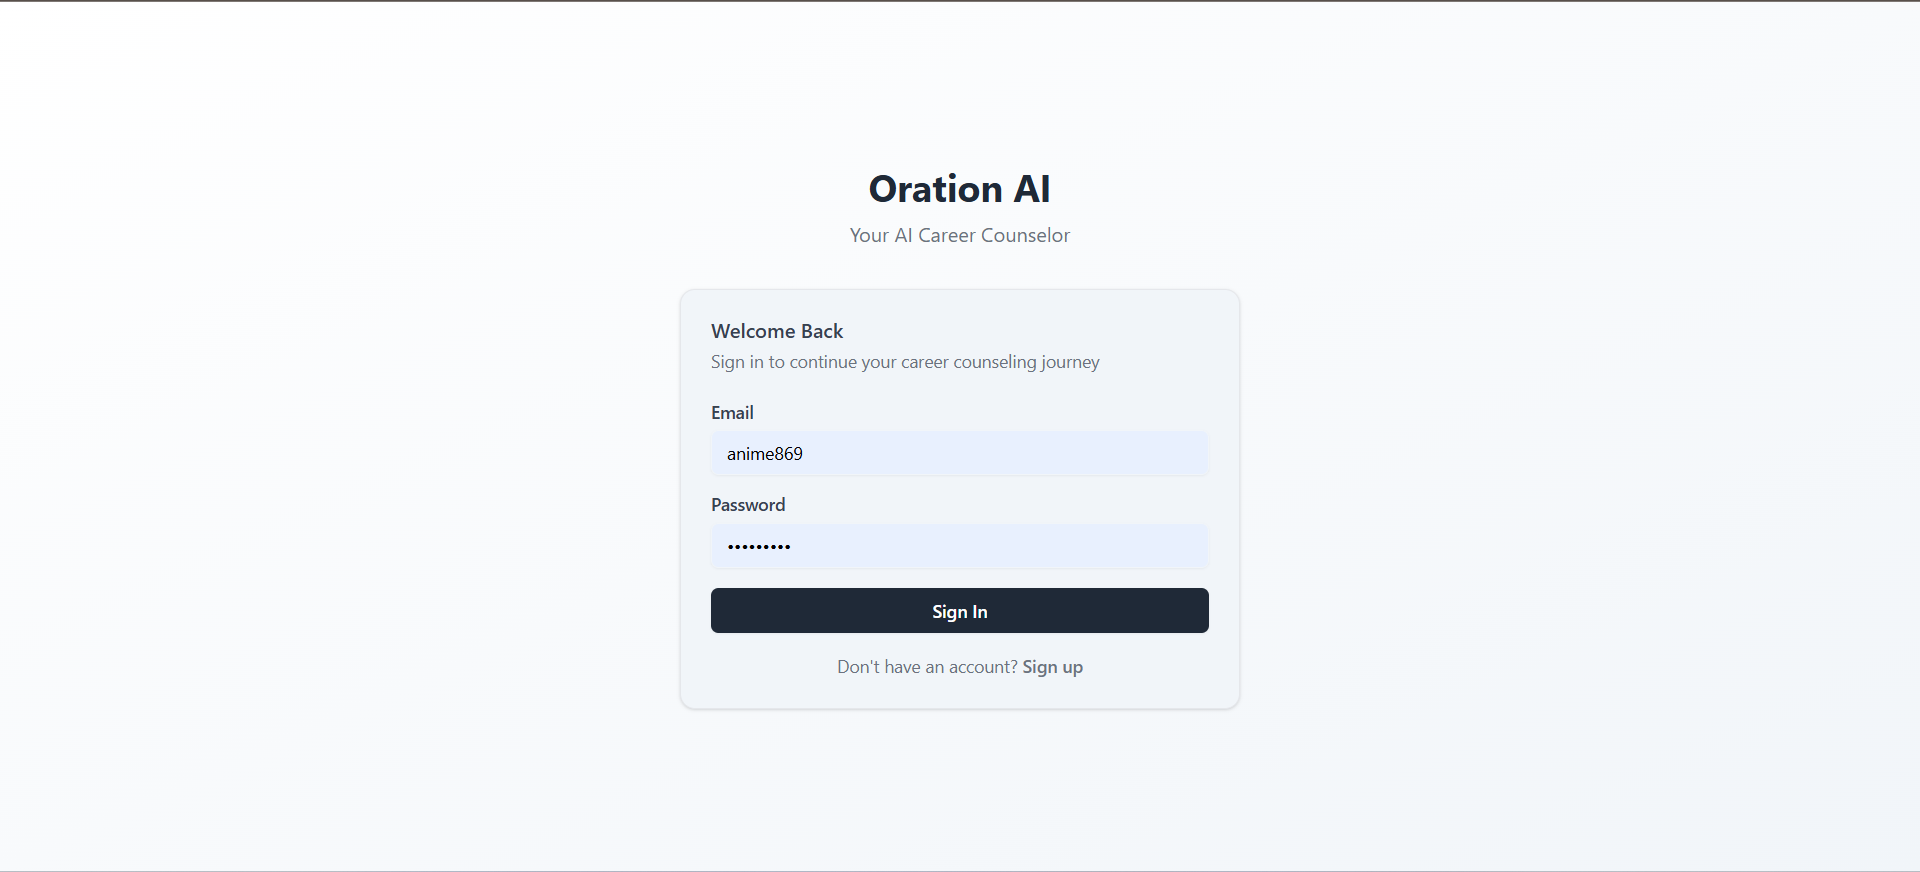 Oration AI
Your AI Career Counselor
Welcome Back
Sign in to continue your career counseling journey
Email
anime869
Password
•••••••••
Sign In
Don't have an account? Sign up